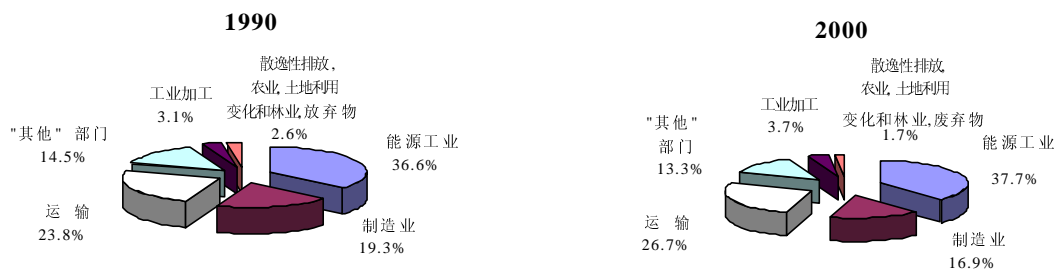 1990
散逸性排放,
农业, 土地利用
变化和林业,放弃物
2.6%
工业加工
3.1%
"其他" 部门
14.5%
能源工业
36.6%
运 输
23.8%
制造业
19.3%
2000
散逸性排放,
农业, 土地利用
变化和林业,废弃物
1.7%
工业加工
3.7%
"其他"
部门
13.3%
能源工业
37.7%
运 输
26.7%
制造业
16.9%